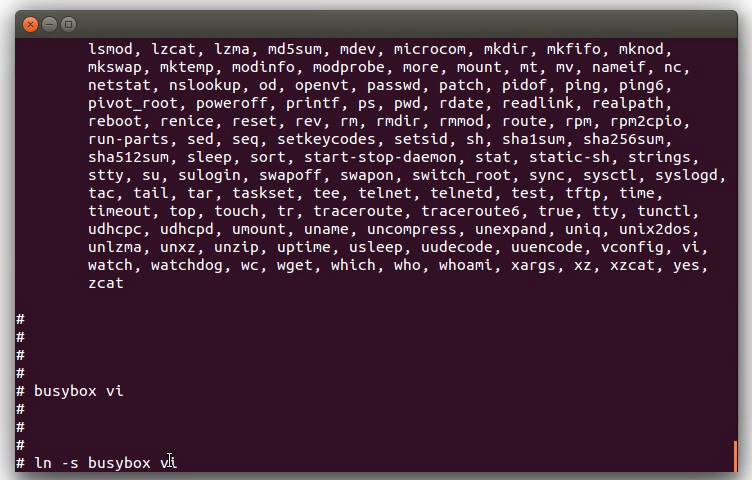 lsmod, lzcat, lzma, md5sum, mdev, microcom, mkdir, mkfifo, mknod,
mkswap, mktemp, modinfo, modprobe, more, mount, mt, mv, nameif, nc,
netstat, nslookup, od, openvt, passwd, patch, pidof, ping, ping6,
pivot_root, poweroff, printf, ps, pwd, rdate, readlink, realpath,
reboot, renice, reset, rev, rm, rmdir, rmmod, route, rpm, rpm2cpio,
run-parts, sed, seq, setkeycodes, setsid, sh, sha1sum, sha256sum,
sha512sum, sleep, sort, start-stop-daemon, stat, static-sh, strings,
stty, su, sulogin, swapoff, swapon, switch_root, sync, sysctl, syslogd,
tac, tail, tar, taskset, tee, telnet, telnetd, test, tftp, time,
timeout, top, touch, tr, traceroute, traceroute6, true, tty, tunctl,
udhcpc, udhcpd, umount, uname, uncompress, unexpand, uniq, unix2dos,
unlzma, unxz, unzip, uptime, usleep, uudecode, uuencode, vconfig, vi,
watch, watchdog, wc, wget, which, who, whoami, xargs, xz, xzcat, yes,
zcat
#
#
#
#
# busybox vi
#
#
#
# ln -s busybox vi